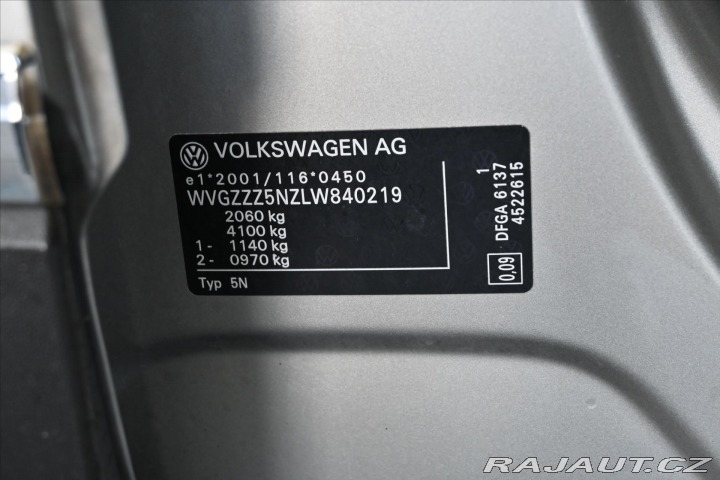 VOLKSWAGEN AG
e1*2001/116*0450
WVGZZZ5NZLW840219
2060 kg
4100 kg
1- 1140 kg
2- 0970 kg
Typ 5N
1
DFGA 6137
4522615
0,09
RAJAUT.CZ